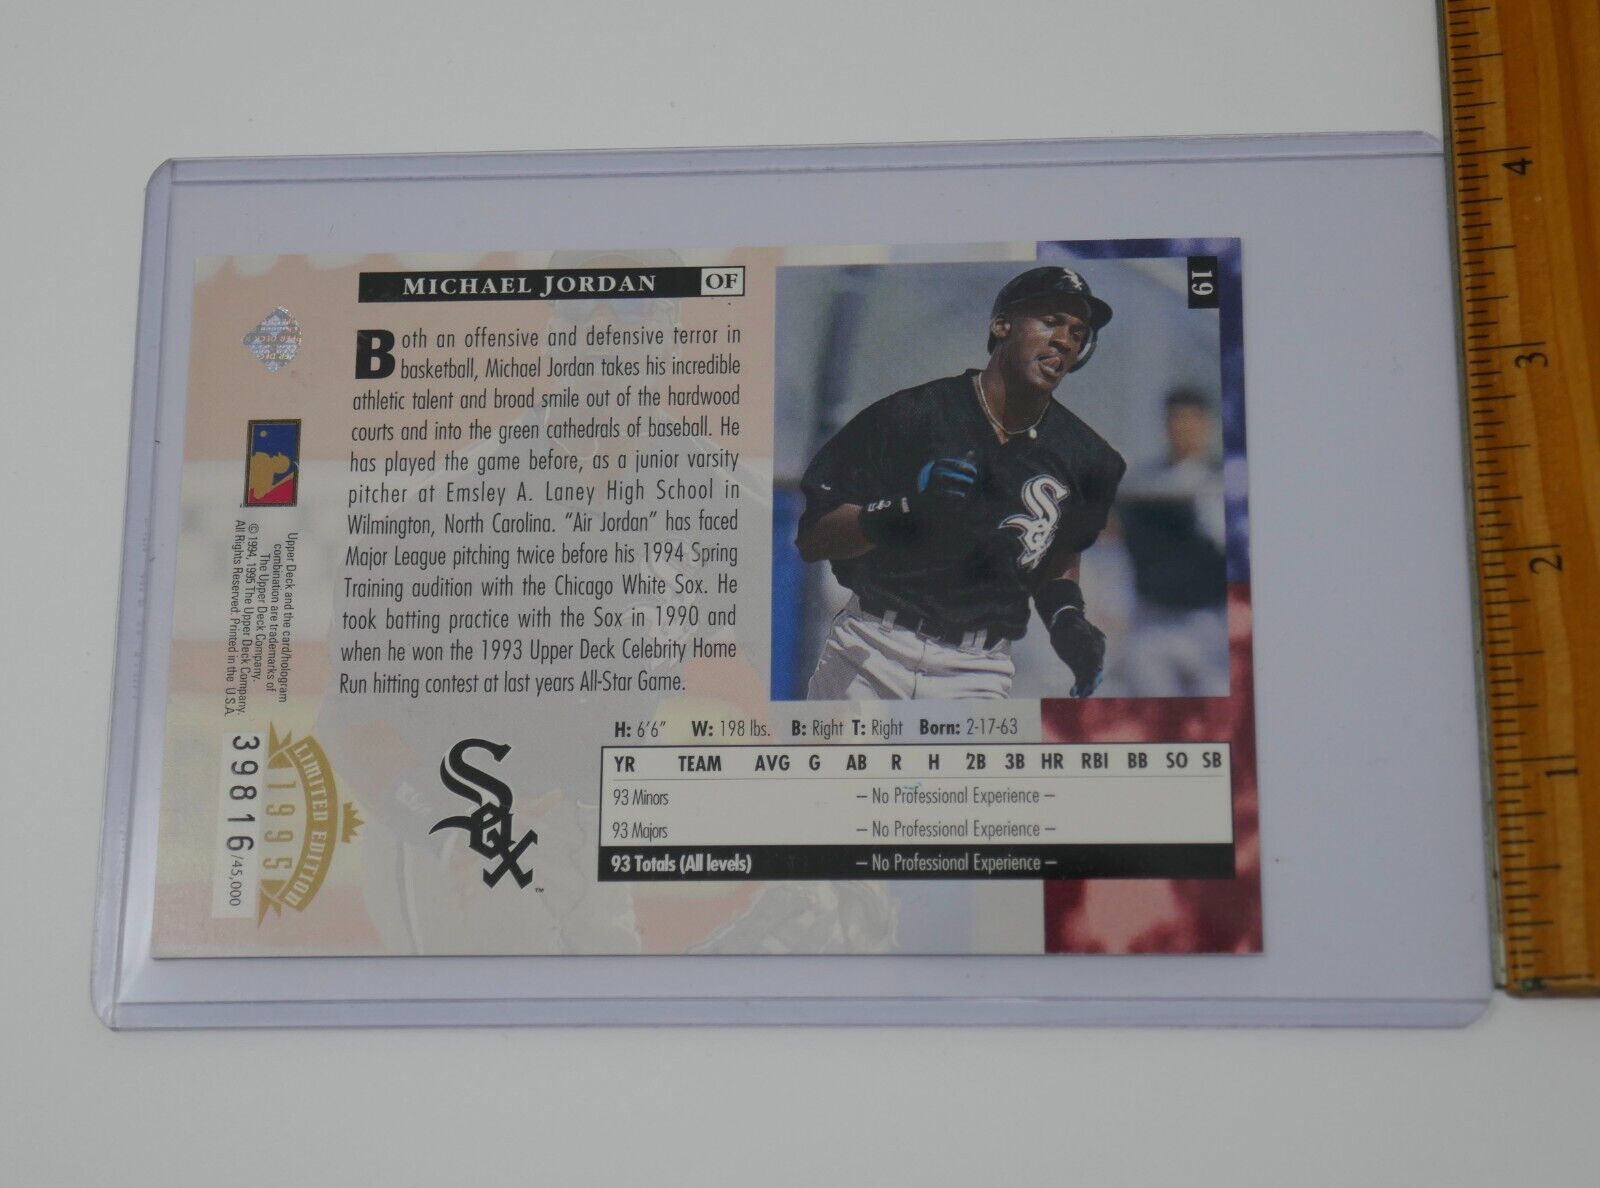 MICHAEL JORDAN OF
19
Both an offensive and defensive terror in
basketball, Michael Jordan takes his incredible
athletic talent and broad smile out of the hardwood
courts and into the green cathedrals of baseball. He
has played the game before, as a junior varsity
pitcher at Emsley A. Laney High School in
Wilmington, North Carolina. “Air Jordan” has faced
Major League pitching twice before his 1994 Spring
Training audition with the Chicago White Sox. He
took batting practice with the Sox in 1990 and
when he won the 1993 Upper Deck Celebrity Home
Run hitting contest at last years All-Star Game.
H: 6'6" W: 198 lbs. B: Right T: Right Born: 2-17-63
YR TEAM AVG G AB R H 2B 3B HR RBI BB SO SB
93 Minors – No Professional Experience –
93 Majors – No Professional Experience –
93 Totals (All levels) – No Professional Experience –
Sox™
Sox
Upper Deck and the card/hologram
combination are trademarks of
The Upper Deck Company.
© 1994, 1995 The Upper Deck Company.
All Rights Reserved. Printed in the U.S.A.
LIMITED EDITION
1995
39816/45,000
4
3
2
1